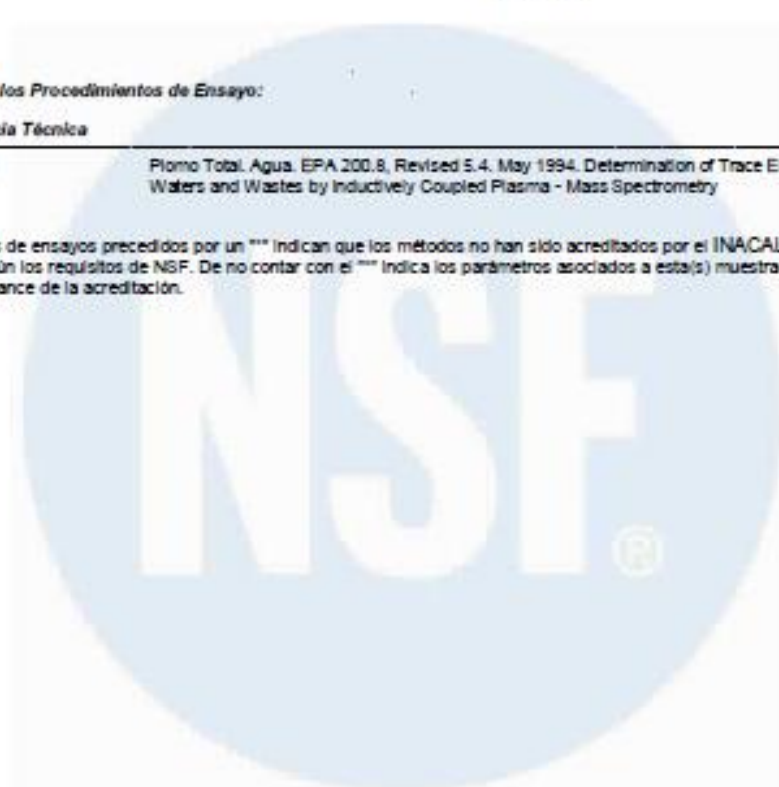 los Procedimientos de Ensayo:
ia Técnica
Plomo Total. Agua. EPA 200.8, Revised 5.4. May 1994. Determination of Trace E
Waters and Wastes by Inductively Coupled Plasma - Mass Spectrometry
s de ensayos precedidos por un "*" indican que los métodos no han sido acreditados por el INACAL
ún los requisitos de NSF. De no contar con el "*" indica los parámetros asociados a esta(s) muestra
ance de la acreditación.
NSF®